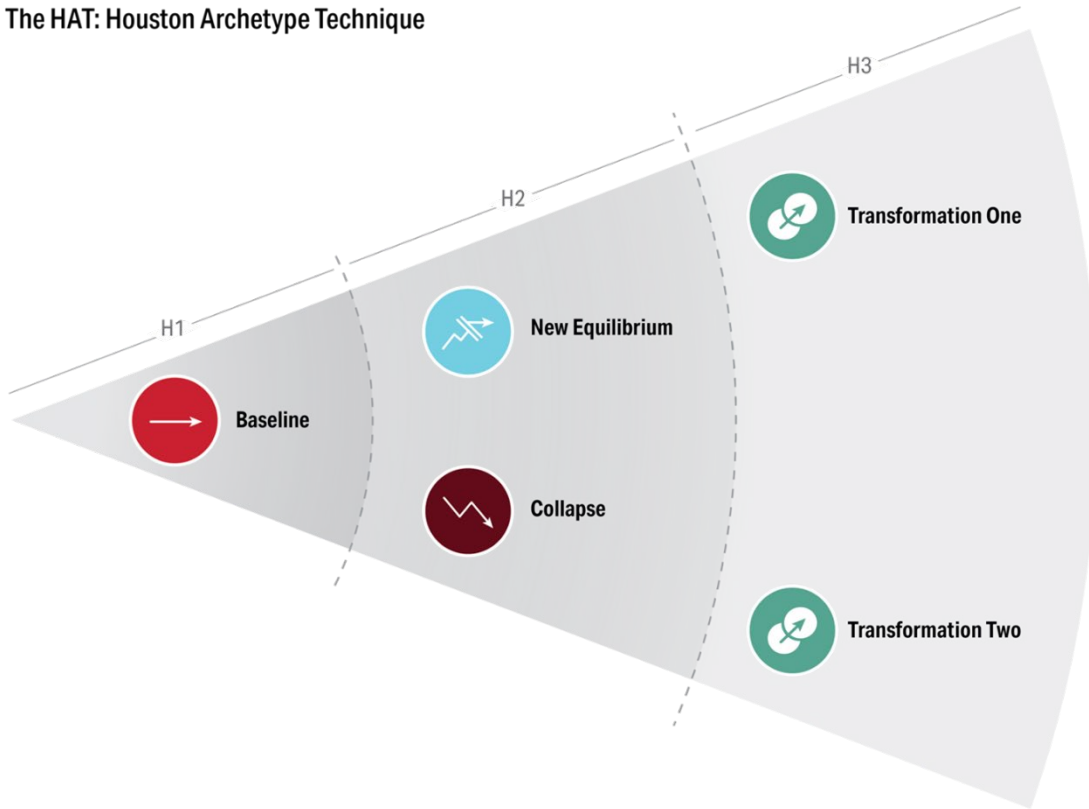 The HAT: Houston Archetype Technique
H3
H2
Transformation One
H1
New Equilibrium
Baseline
Collapse
Transformation Two